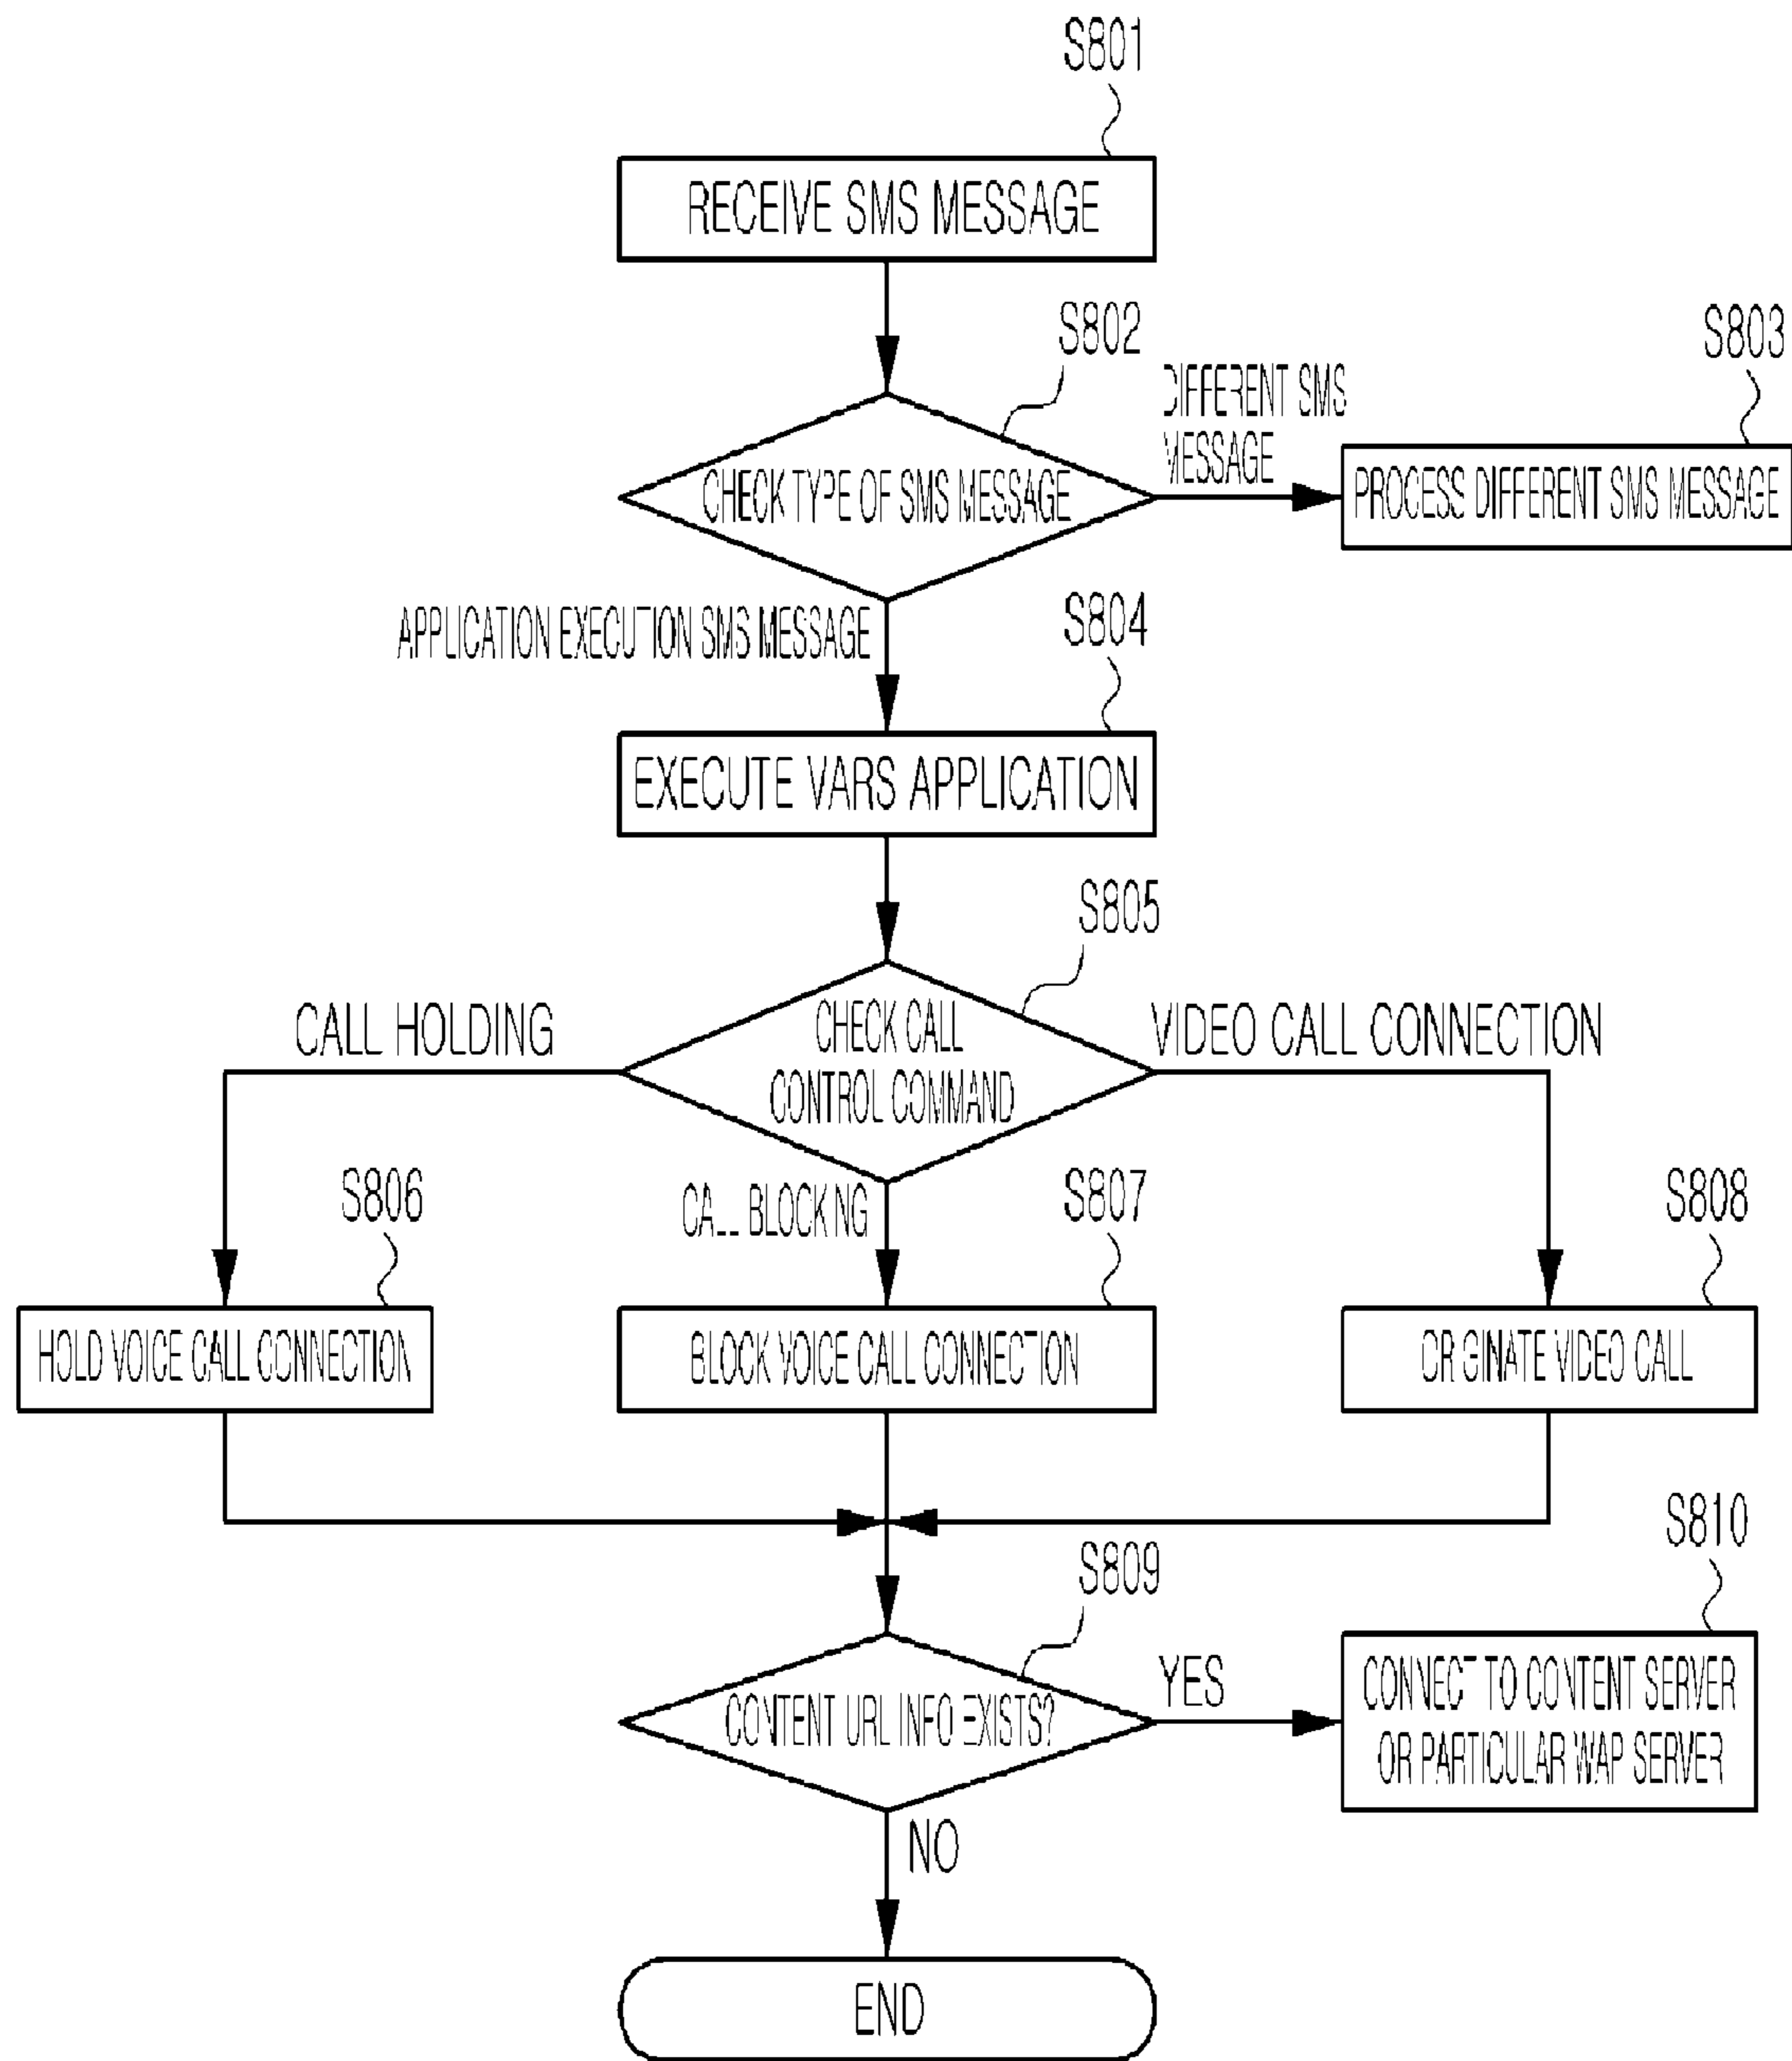 S801
RECEIVE SMS MESSAGE
S802
S803
DIFFERENT SMS
MESSAGE
CHECK TYPE OF SMS MESSAGE
PROCESS DIFFERENT SMS MESSAGE
APPLICATION EXECUTION SMS MESSAGE
S804
EXECUTE VARS APPLICATION
S805
CALL HOLDING
CHECK CALL
CONTROL COMMAND
VIDEO CALL CONNECTION
S806
CALL BLOCKING
S807
S808
HOLD VOICE CALL CONNECTION
BLOCK VOICE CALL CONNECTION
ORIGINATE VIDEO CALL
S809
S810
CONTENT URL INFO EXISTS?
YES
CONNECT TO CONTENT SERVER
OR PARTICULAR WAP SERVER
NO
END